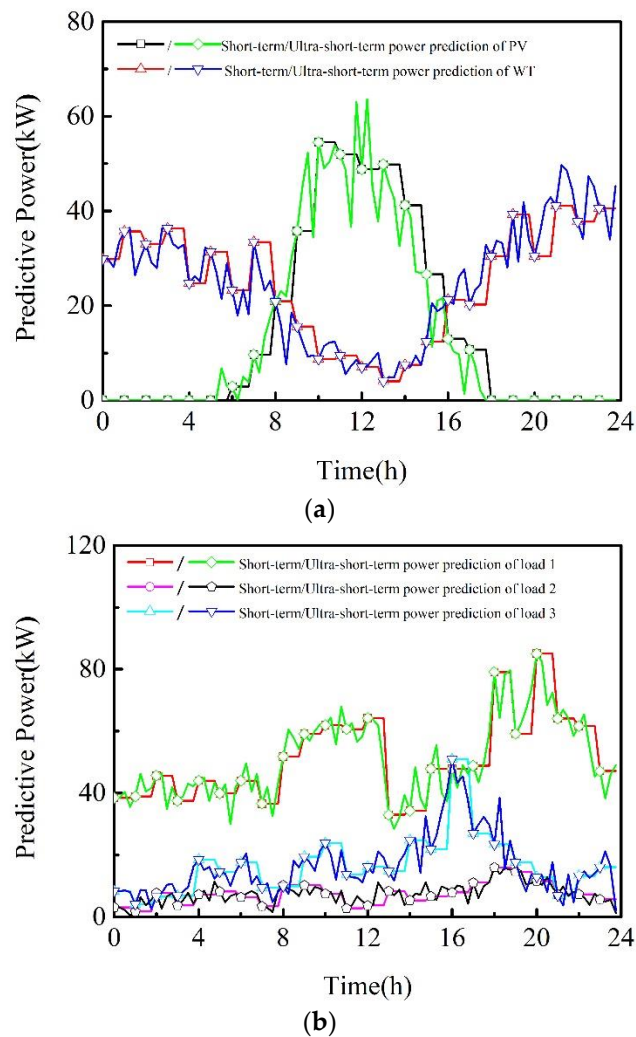 80
/ Short-term/Ultra-short-term power prediction of PV
/ Short-term/Ultra-short-term power prediction of WT
60
40
20
0
Predictive Power(kW)
0 4 8 12 16 20 24
Time(h)
(a)
120
/ Short-term/Ultra-short-term power prediction of load 1
/ Short-term/Ultra-short-term power prediction of load 2
/ Short-term/Ultra-short-term power prediction of load 3
80
40
0
Predictive Power(kW)
0 4 8 12 16 20 24
Time(h)
(b)